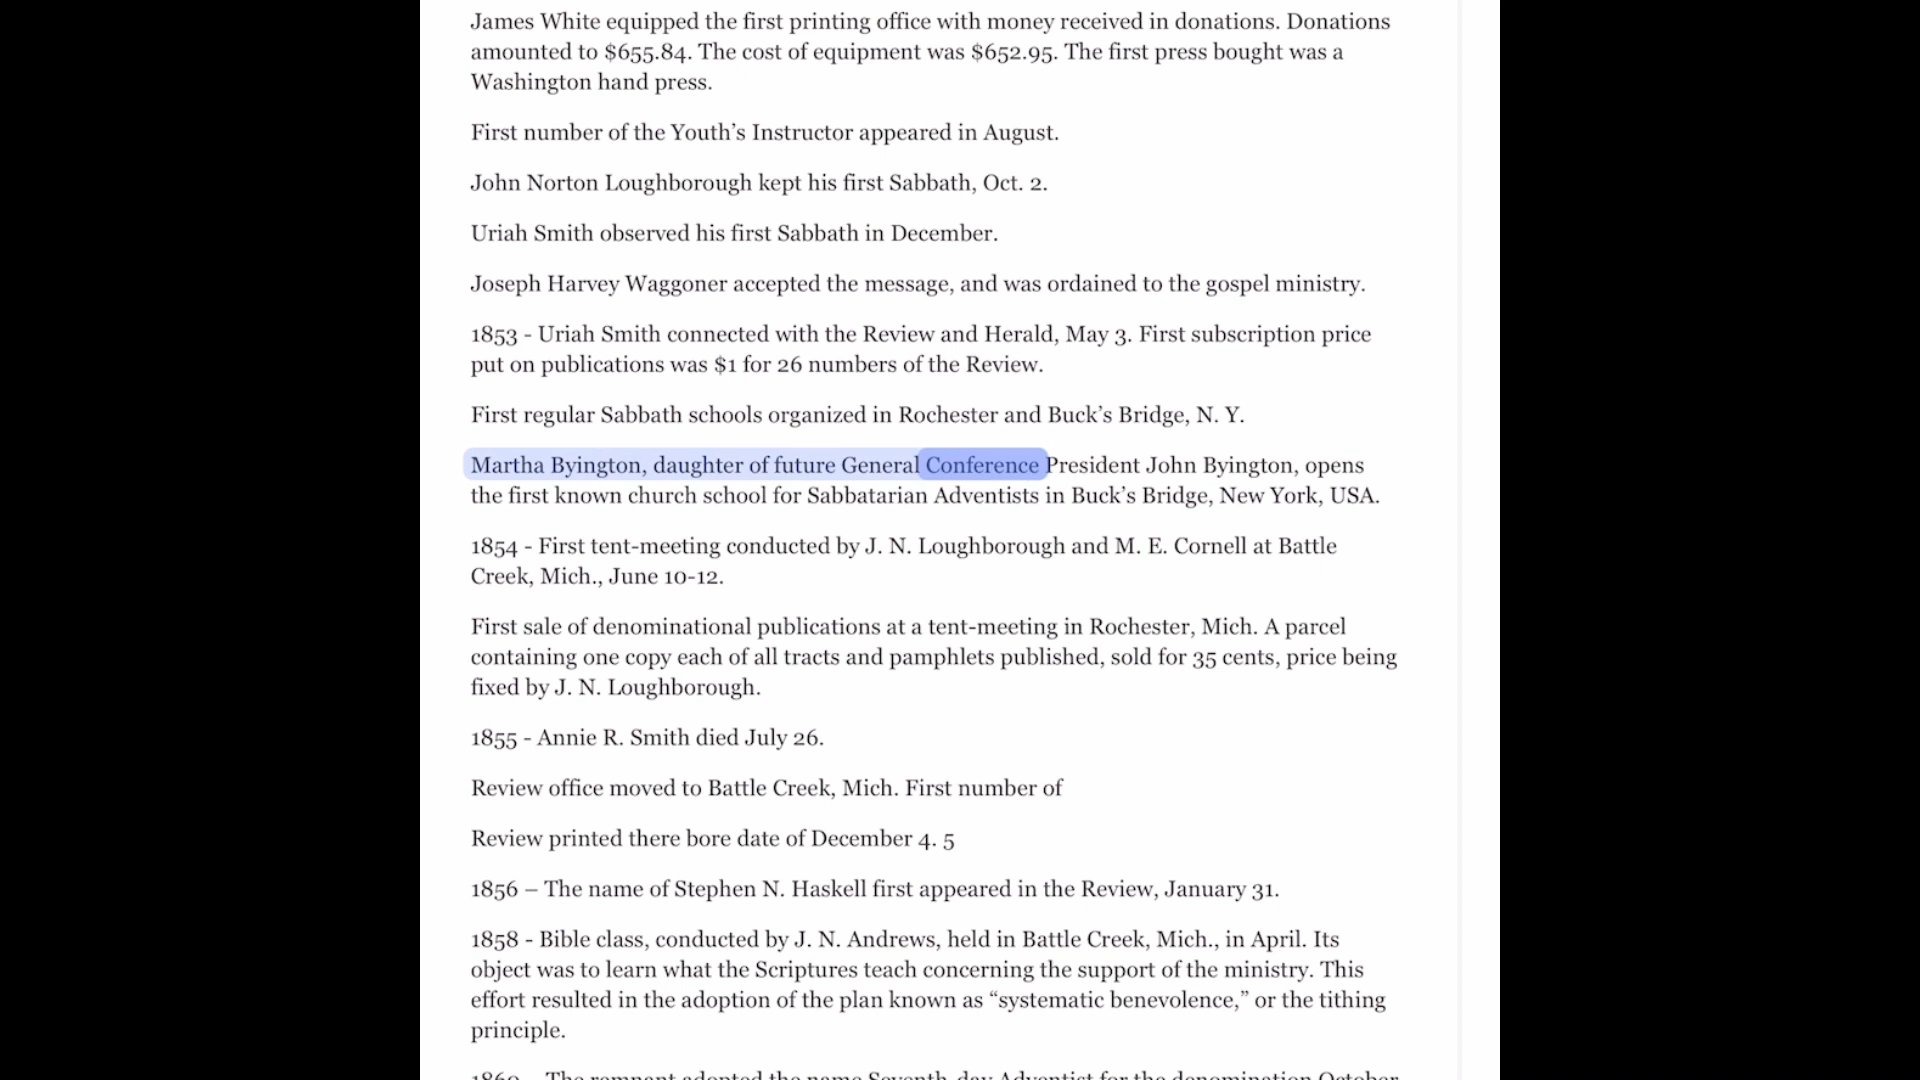 James White equipped the first printing office with money received in donations. Donations
amounted to $655.84. The cost of equipment was $652.95. The first press bought was a
Washington hand press.
First number of the Youth’s Instructor appeared in August.
John Norton Loughborough kept his first Sabbath, Oct. 2.
Uriah Smith observed his first Sabbath in December.
Joseph Harvey Waggoner accepted the message, and was ordained to the gospel ministry.
1853 - Uriah Smith connected with the Review and Herald, May 3. First subscription price
put on publications was $1 for 26 numbers of the Review.
First regular Sabbath schools organized in Rochester and Buck’s Bridge, N. Y.
Martha Byington, daughter of future General Conference President John Byington, opens
the first known church school for Sabbatarian Adventists in Buck’s Bridge, New York, USA.
1854 - First tent-meeting conducted by J. N. Loughborough and M. E. Cornell at Battle
Creek, Mich., June 10-12.
First sale of denominational publications at a tent-meeting in Rochester, Mich. A parcel
containing one copy each of all tracts and pamphlets published, sold for 35 cents, price being
fixed by J. N. Loughborough.
1855 - Annie R. Smith died July 26.
Review office moved to Battle Creek, Mich. First number of
Review printed there bore date of December 4. 5
1856 – The name of Stephen N. Haskell first appeared in the Review, January 31.
1858 - Bible class, conducted by J. N. Andrews, held in Battle Creek, Mich., in April. Its
object was to learn what the Scriptures teach concerning the support of the ministry. This
effort resulted in the adoption of the plan known as “systematic benevolence,” or the tithing
principle.
1860 – The remnant adopted the name Seventh-day Adventist for the denomination October